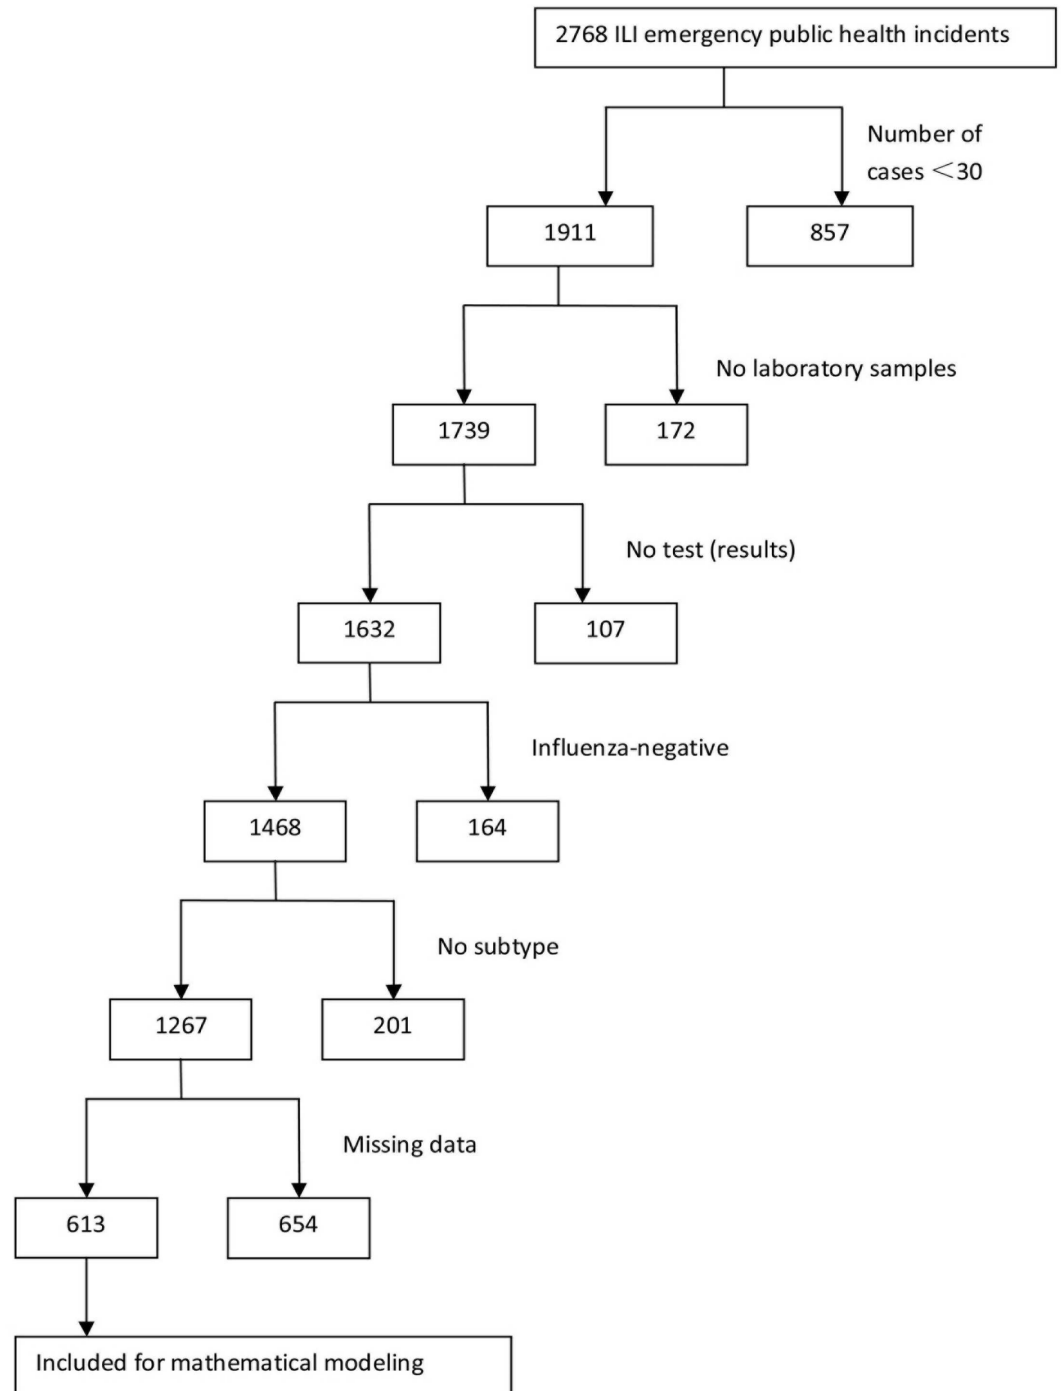 2768 ILI emergency public health incidents
Number of
cases <30
1911
857
No laboratory samples
1739
172
No test (results)
1632
107
Influenza-negative
1468
164
No subtype
1267
201
Missing data
613
654
Included for mathematical modeling